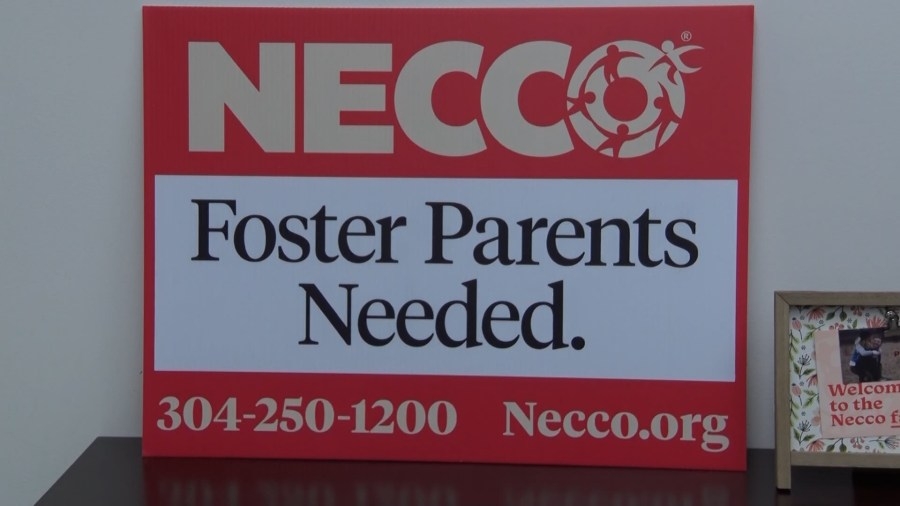 NECCO®
Foster Parents
Needed.
304-250-1200 Necco.org
Welcom
to the
Necco f